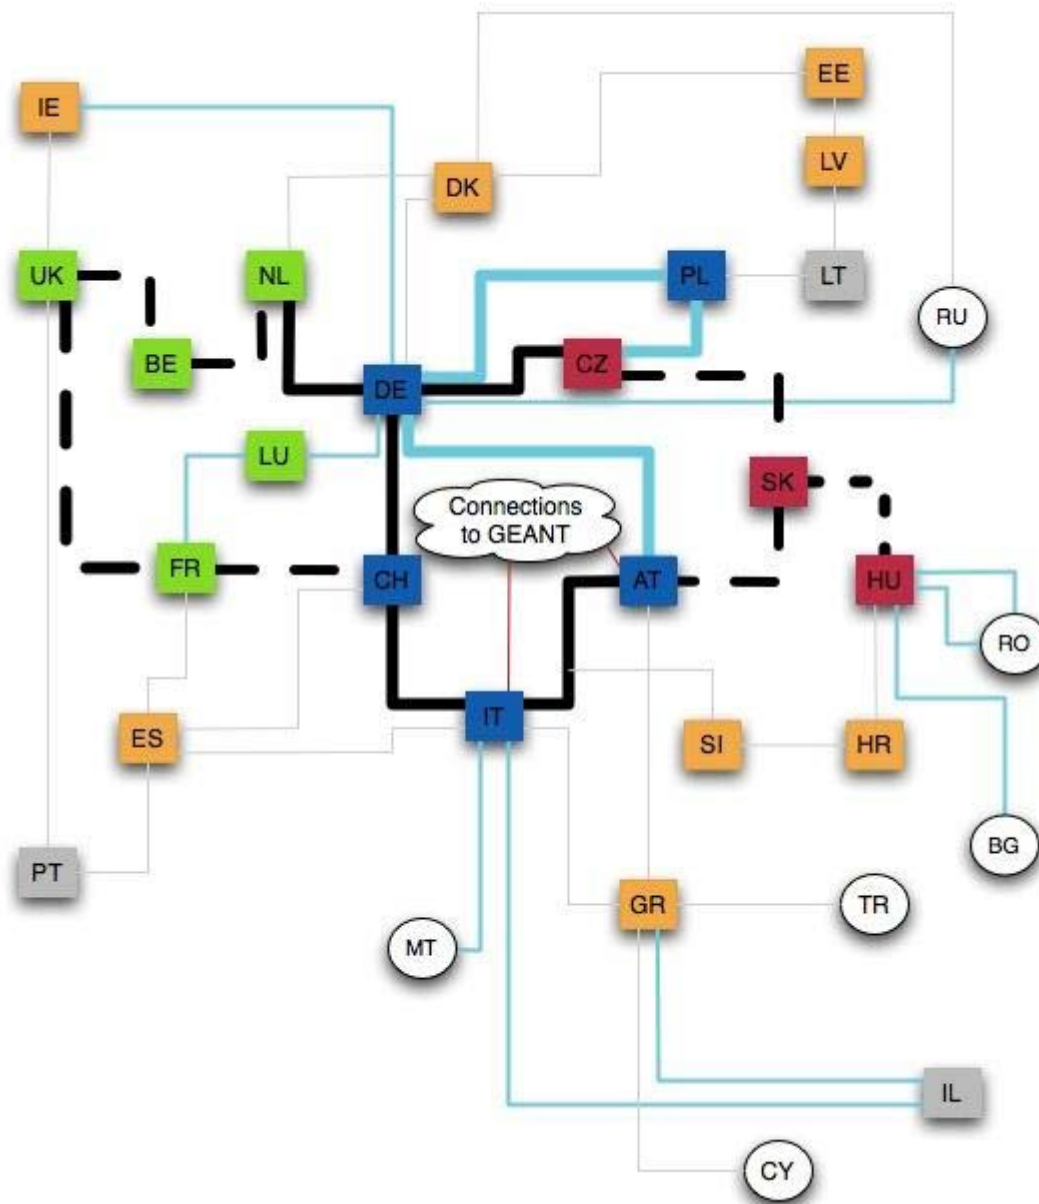 EE
IE
LV
DK
UK
NL
PL
LT
RU
BE
CZ
DE
LU
SK
Connections
to GEANT
FR
CH
AT
HU
RO
IT
ES
SI
HR
BG
PT
GR
TR
MT
IL
CY